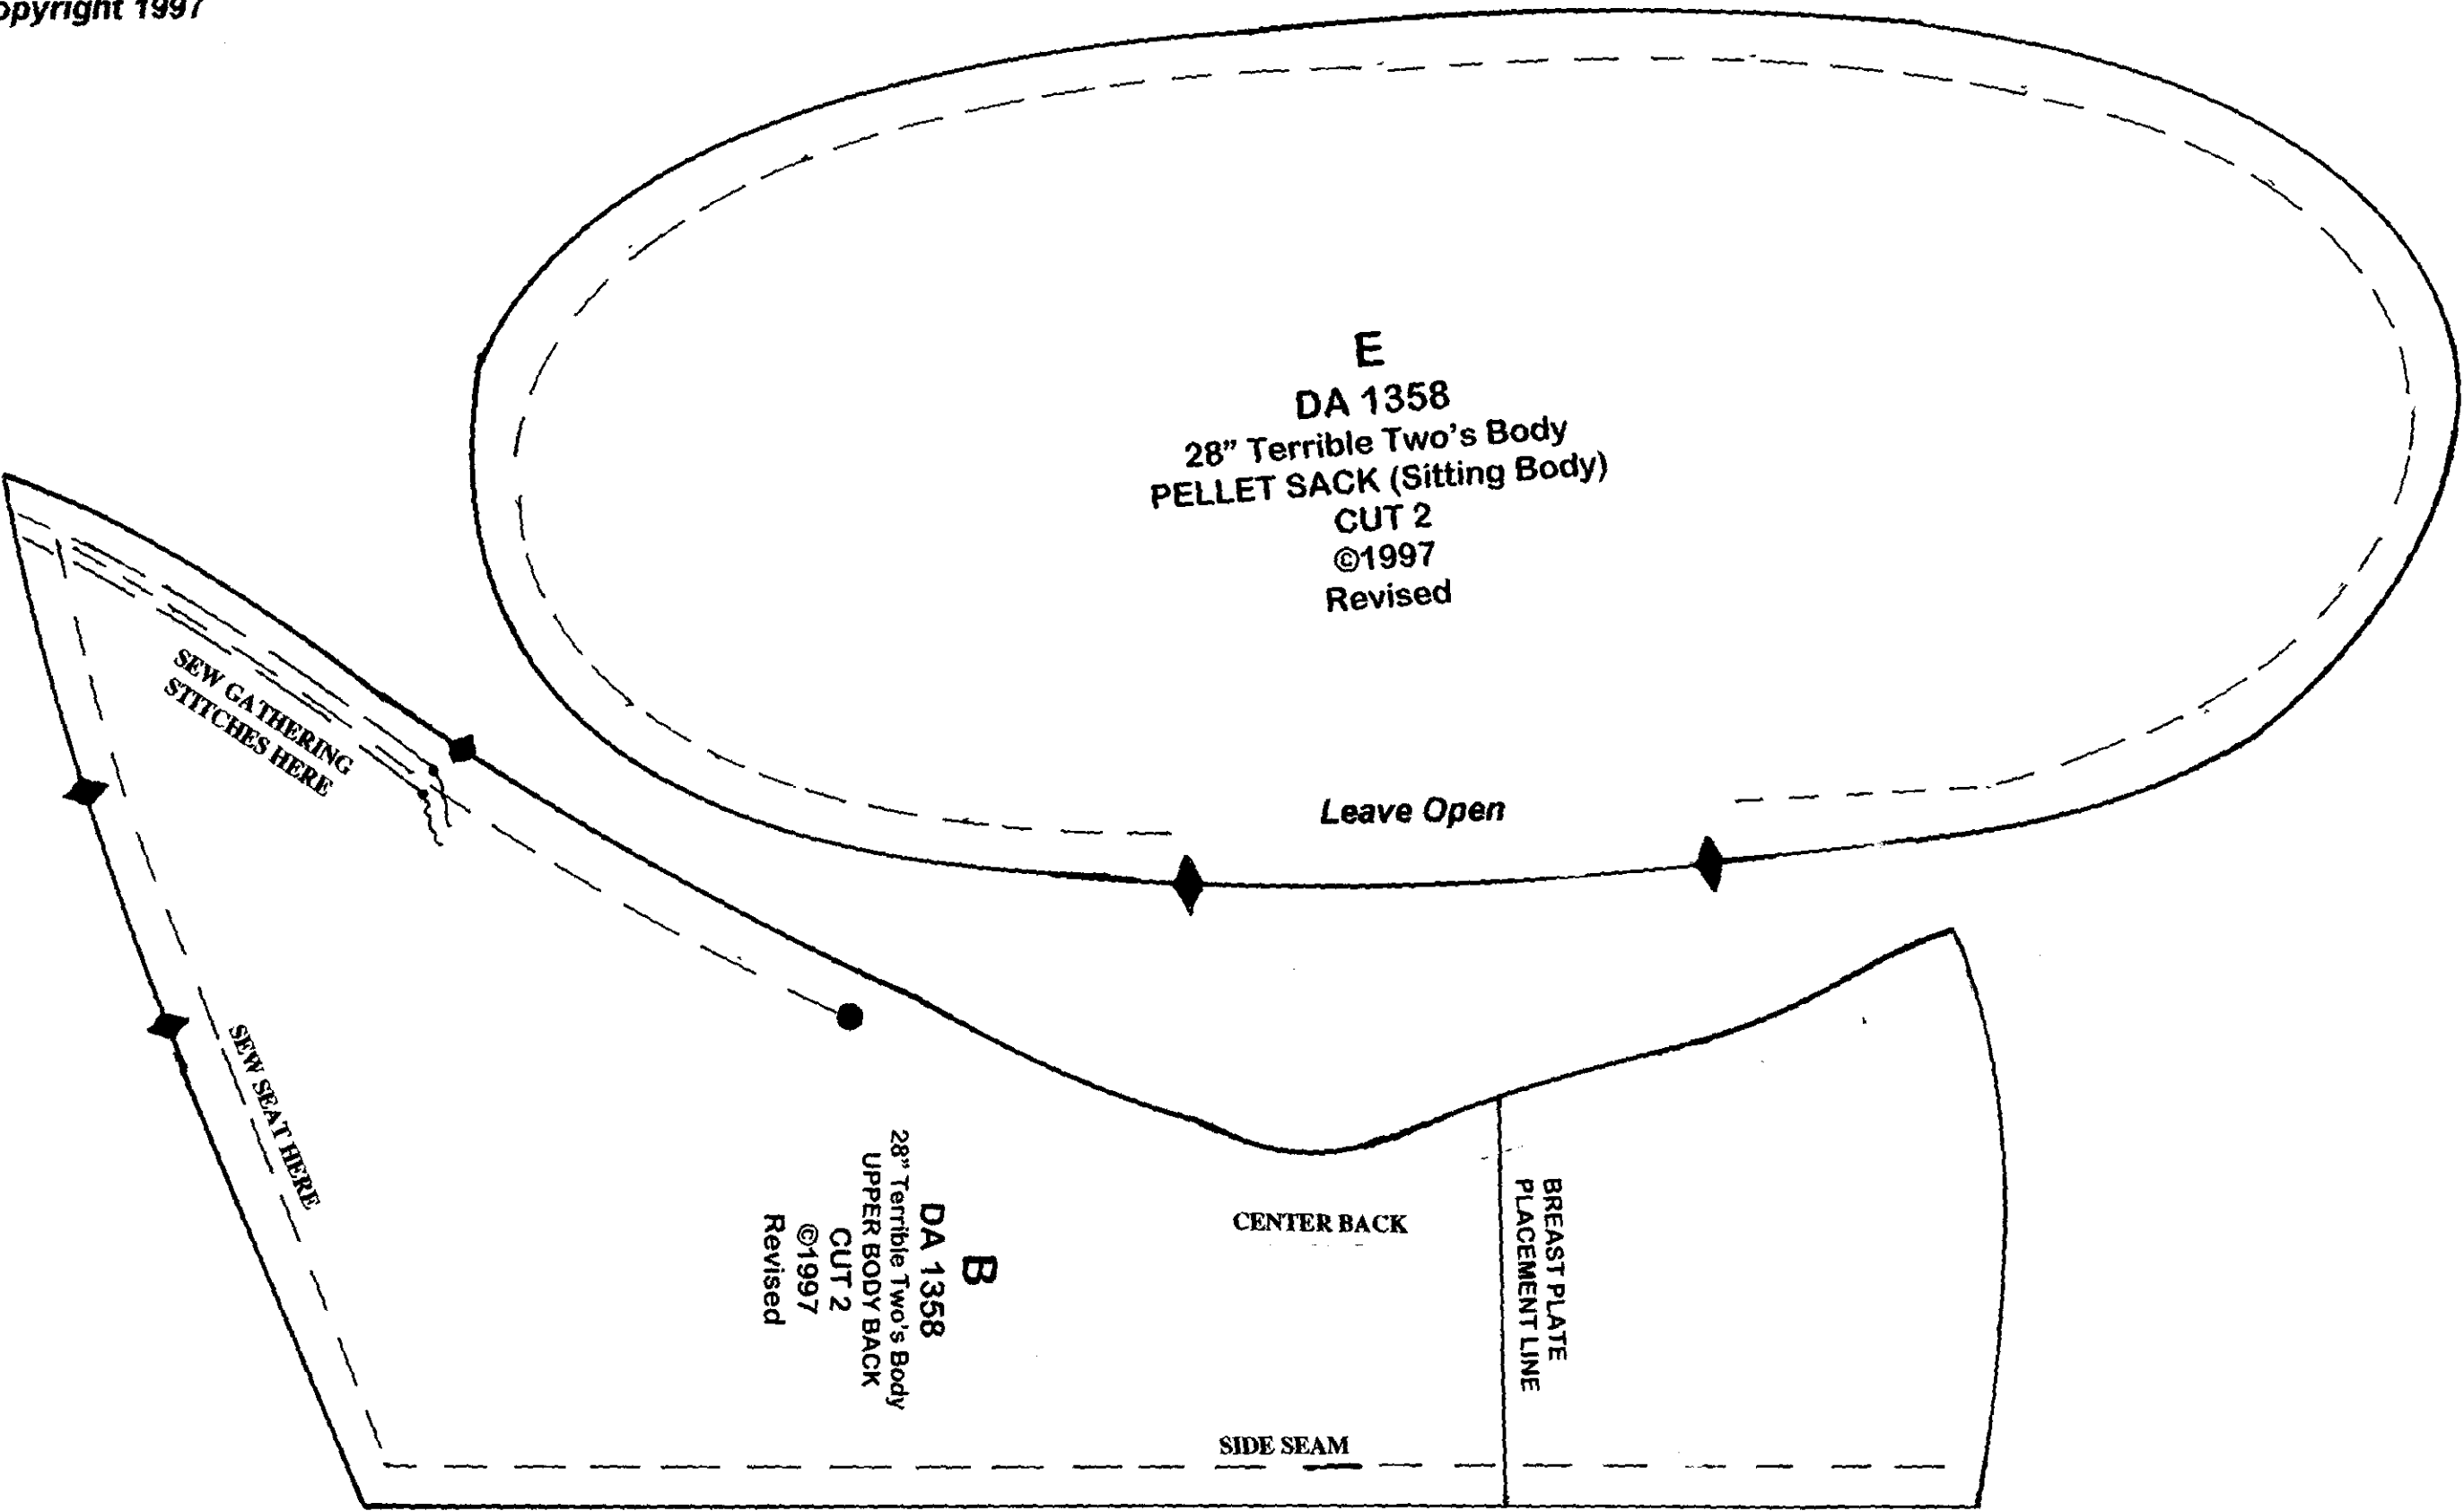 opyright 1997
E
DA 1358
28” Terrible Two's Body
PELLET SACK (Sitting Body)
CUT 2
©1997
Revised
Leave Open
SEW GATHERING
STITCHES HERE
SEW SEAT HERE
B
DA 1358
28” Terrible Two's Body
UPPER BODY BACK
CUT 2
©1997
Revised
CENTER BACK
BREAST PLATE
PLACEMENT LINE
SIDE SEAM